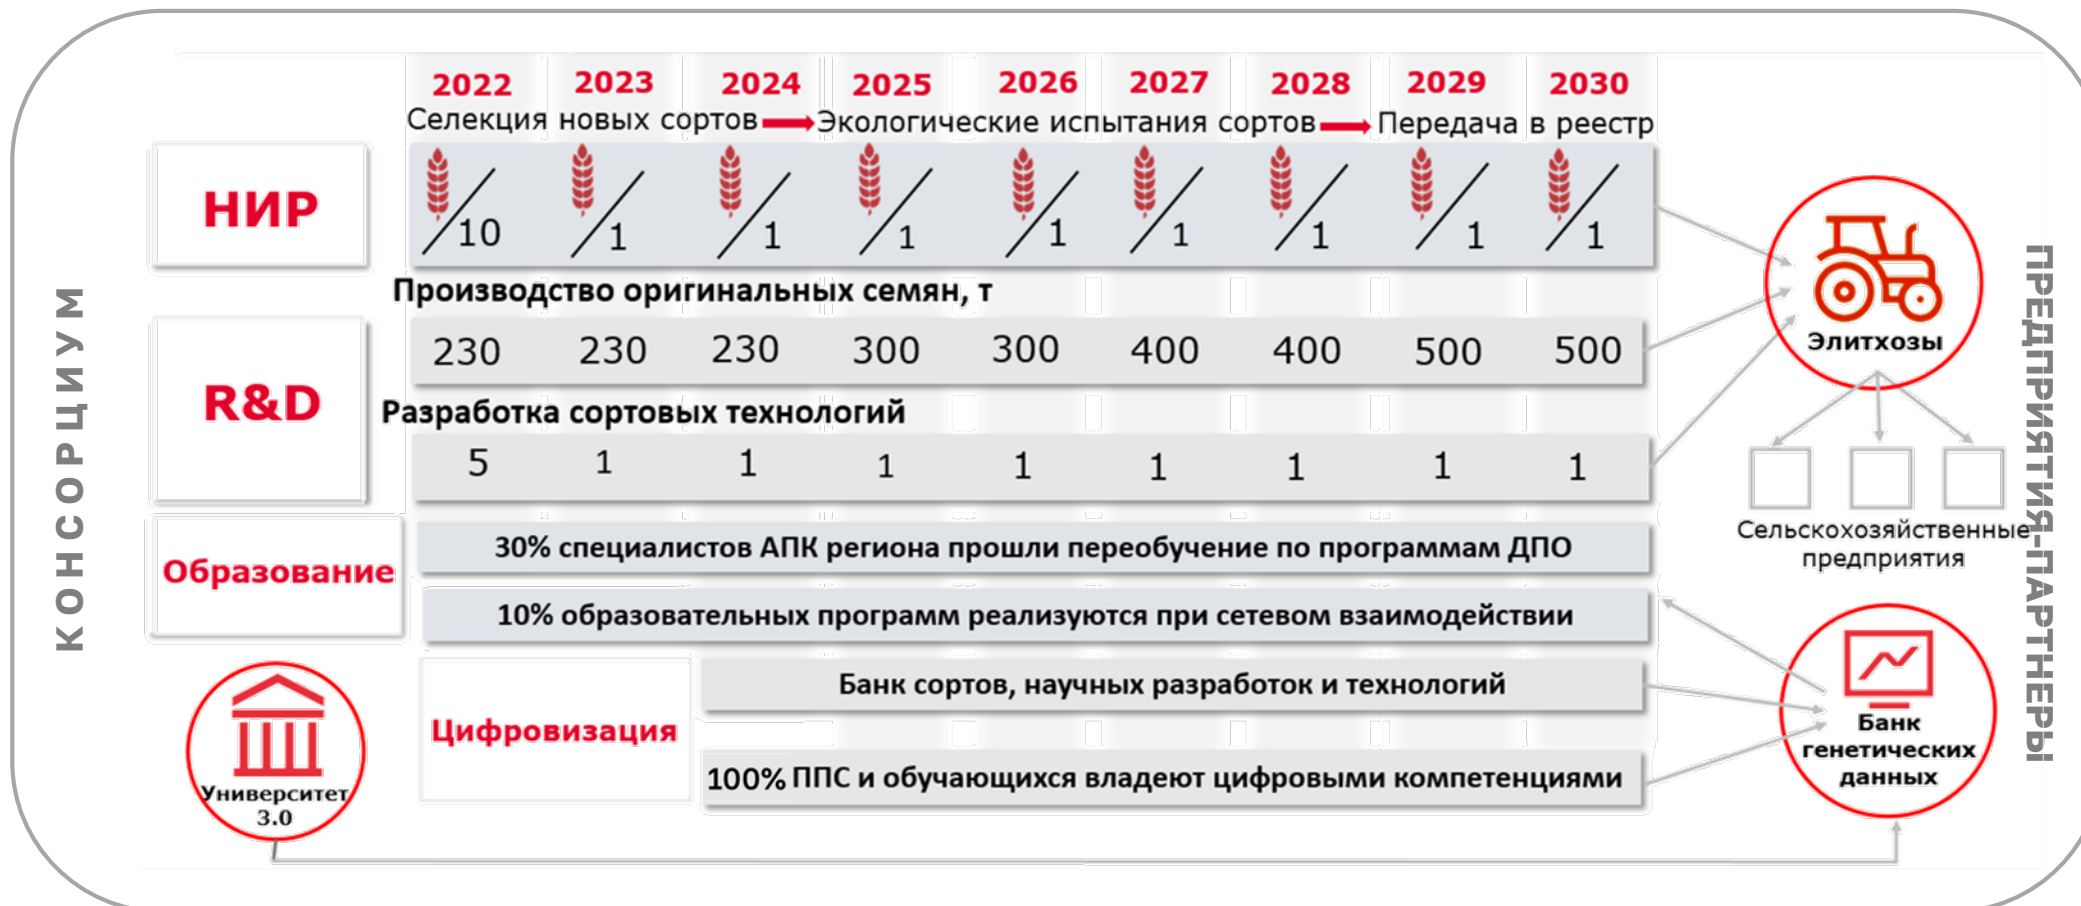 2022 2023 2024 2025 2026 2027 2028 2029 2030
Селекция новых сортов Экологические испытания сортов Передача в реестр
НИР
10 1 1 1 1 1 1 1 1
Производство оригинальных семян, т
R&D
230 230 230 300 300 400 400 500 500
Разработка сортовых технологий
5 1 1 1 1 1 1 1 1
Образование
30% специалистов АПК региона прошли переобучение по программам ДПО
10% образовательных программ реализуются при сетевом взаимодействии
Цифровизация
Банк сортов, научных разработок и технологий
100% ППС и обучающихся владеют цифровыми компетенциями
КОНСОРЦИУМ
Университет
3.0
Элитхозы
Сельскохозяйственные
предприятия
Банк
генетических
данных
ПРЕДПРИЯТИЯ-ПАРТНЕРЫ